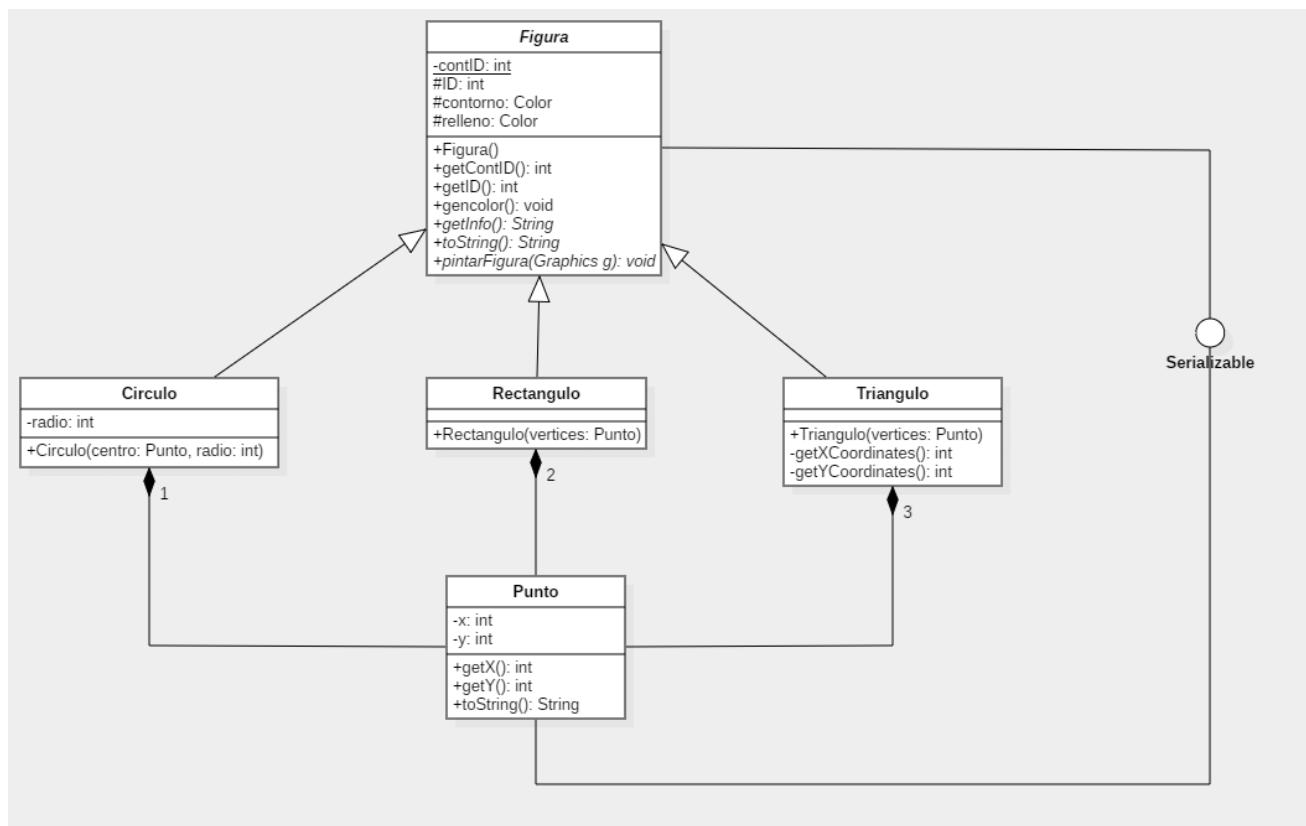 Figura
-contID: int
#ID: int
#contorno: Color
#relleno: Color
+Figura()
+getContID(): int
+getID(): int
+gencolor(): void
+getInfo(): String
+toString(): String
+pintarFigura(Graphics g): void
Serializable
Circulo
-radio: int
+Circulo(centro: Punto, radio: int)
1
Rectangulo
+Rectangulo(vertices: Punto)
2
Triangulo
+Triangulo(vertices: Punto)
-getXCoordinates(): int
-getYCoordinates(): int
3
Punto
-x: int
-y: int
+getX(): int
+getY(): int
+toString(): String